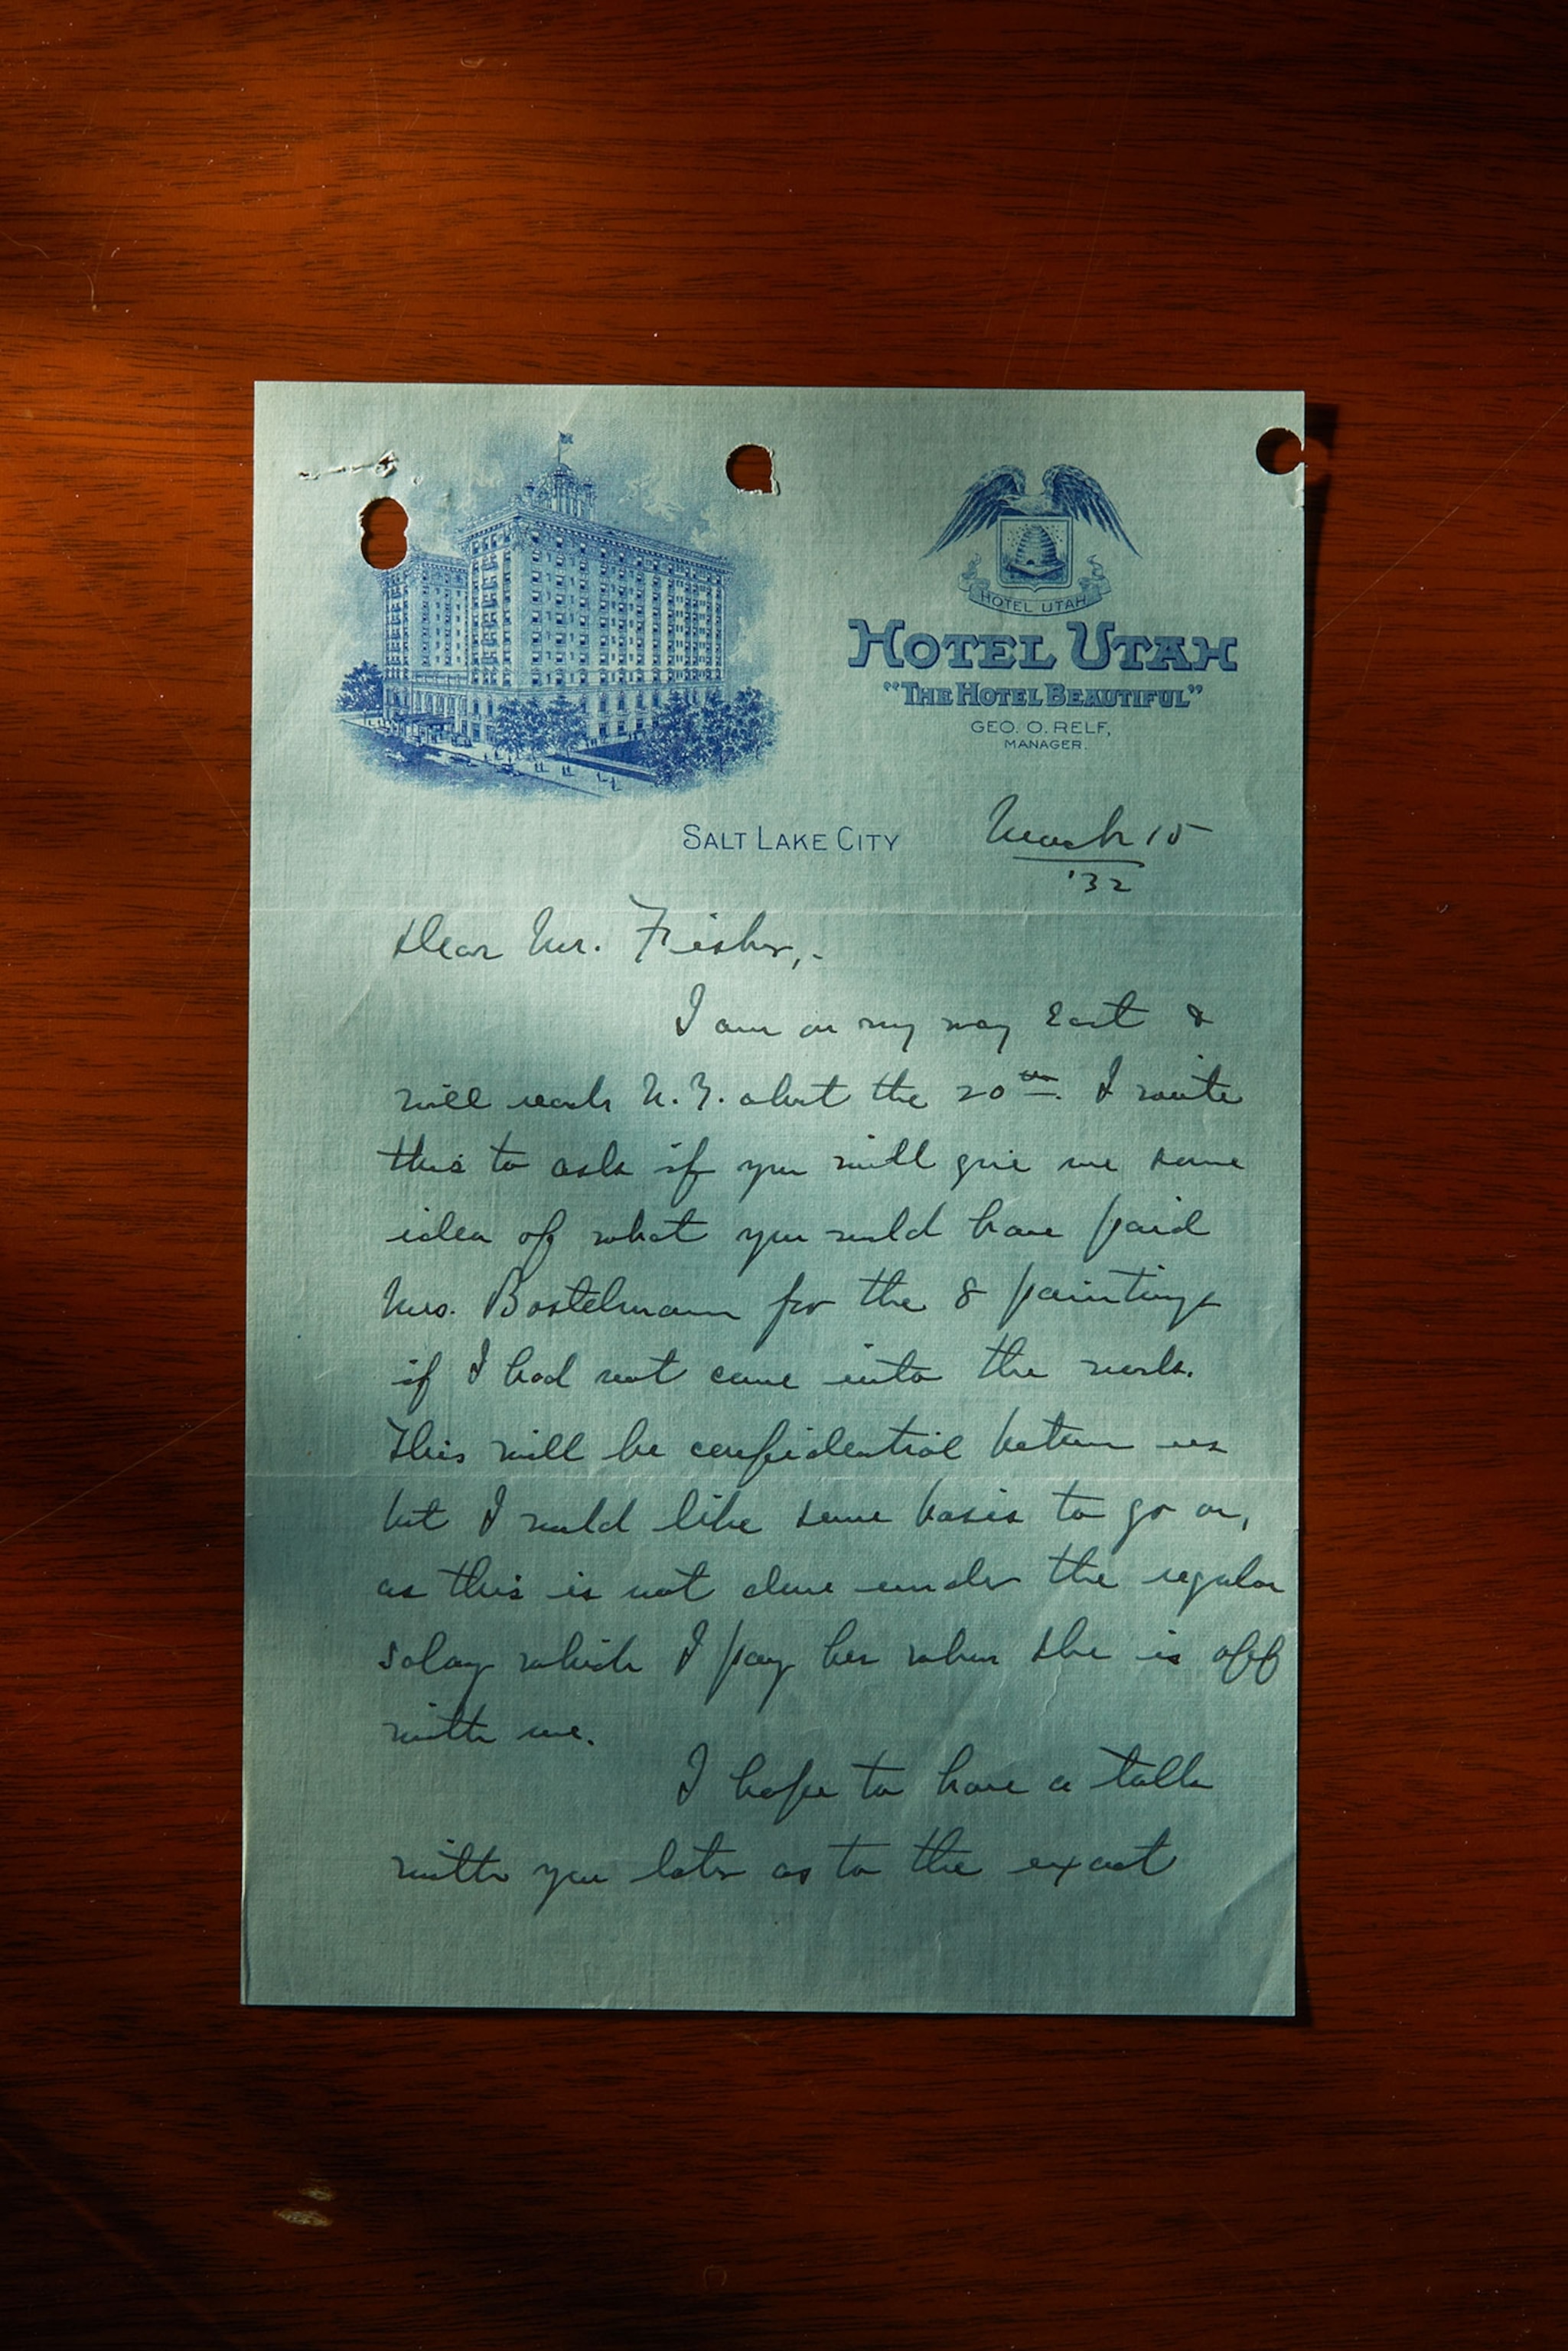 HOTEL UTAH
HOTEL UTAH
"THE HOTEL BEAUTIFUL"
GEO. O. RELF,
MANAGER.
SALT LAKE CITY
March 15
'32
Dear Mr. Fisher,.
I am on my way East &
will reach N.Y. about the 20th. I write
this to ask if you will give me some
idea of what you would have paid
Mrs. Bostelmann for the 8 paintings
if I had not come into the work.
This will be confidential between us
but I would like some basis to go on,
as this is not done under the regular
salary which I pay her when she is off
with me.
I hope to have a talk
with you later as to the exact